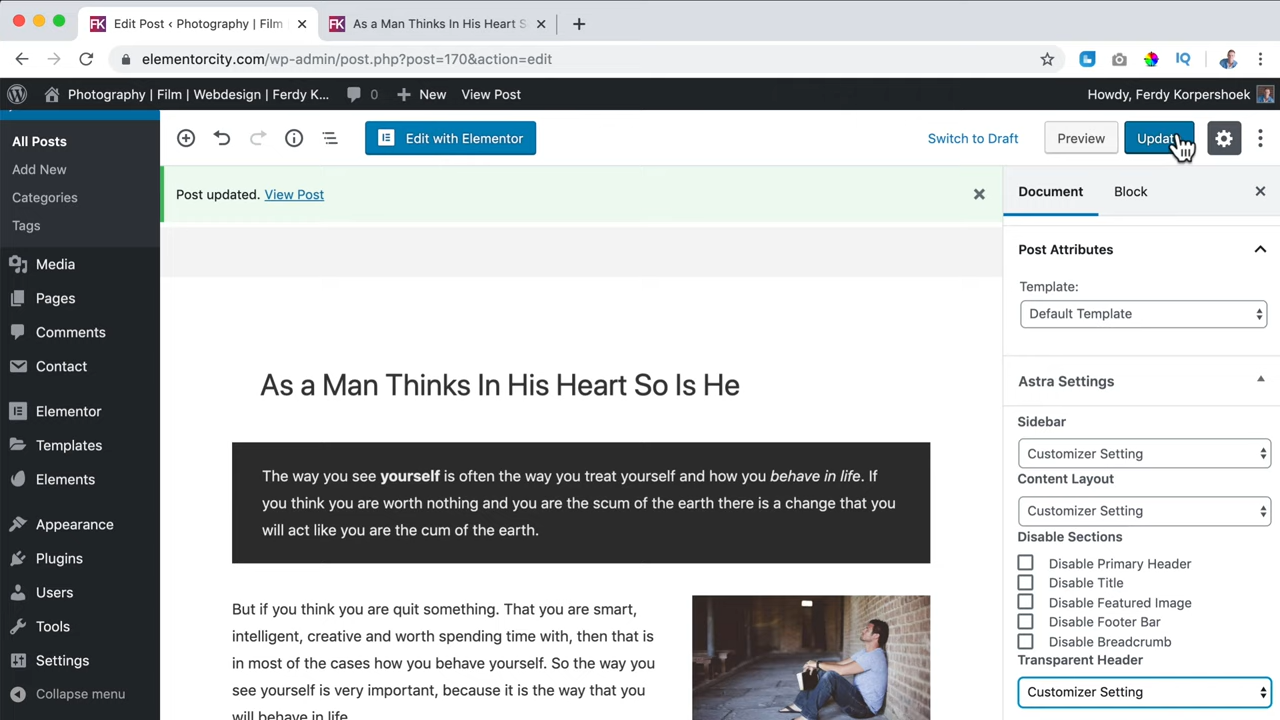 FK Edit Post ‹ Photography | Film
FK As a Man Thinks In His Heart S
elementorcity.com/wp-admin/post.php?post=170&action=edit
IQ
Photography | Film | Webdesign | Ferdy K... 0 New View Post
Howdy, Ferdy Korpershoek
All Posts
Add New
Categories
Tags
Media
Pages
Comments
Contact
Elementor
Templates
Elements
Appearance
Plugins
Users
Tools
Settings
Collapse menu
Edit with Elementor
Switch to Draft
Preview
Updat
Post updated. View Post
As a Man Thinks In His Heart So Is He
The way you see yourself is often the way you treat yourself and how you behave in life. If
you think you are worth nothing and you are the scum of the earth there is a change that you
will act like you are the cum of the earth.
But if you think you are quit something. That you are smart,
intelligent, creative and worth spending time with, then that is
in most of the cases how you behave yourself. So the way you
see yourself is very important, because it is the way that you
will behave in life.
Document
Block
Post Attributes
Template:
Default Template
Astra Settings
Sidebar
Customizer Setting
Content Layout
Customizer Setting
Disable Sections
Disable Primary Header
Disable Title
Disable Featured Image
Disable Footer Bar
Disable Breadcrumb
Transparent Header
Customizer Setting